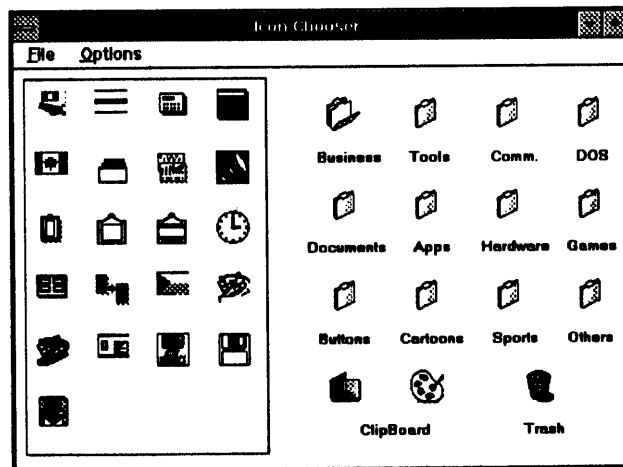 Icon Chooser
File Options
Business Tools Comm. DOS
Documents Apps Hardware Games
Buttons Cartoons Sports Others
ClipBoard Trash